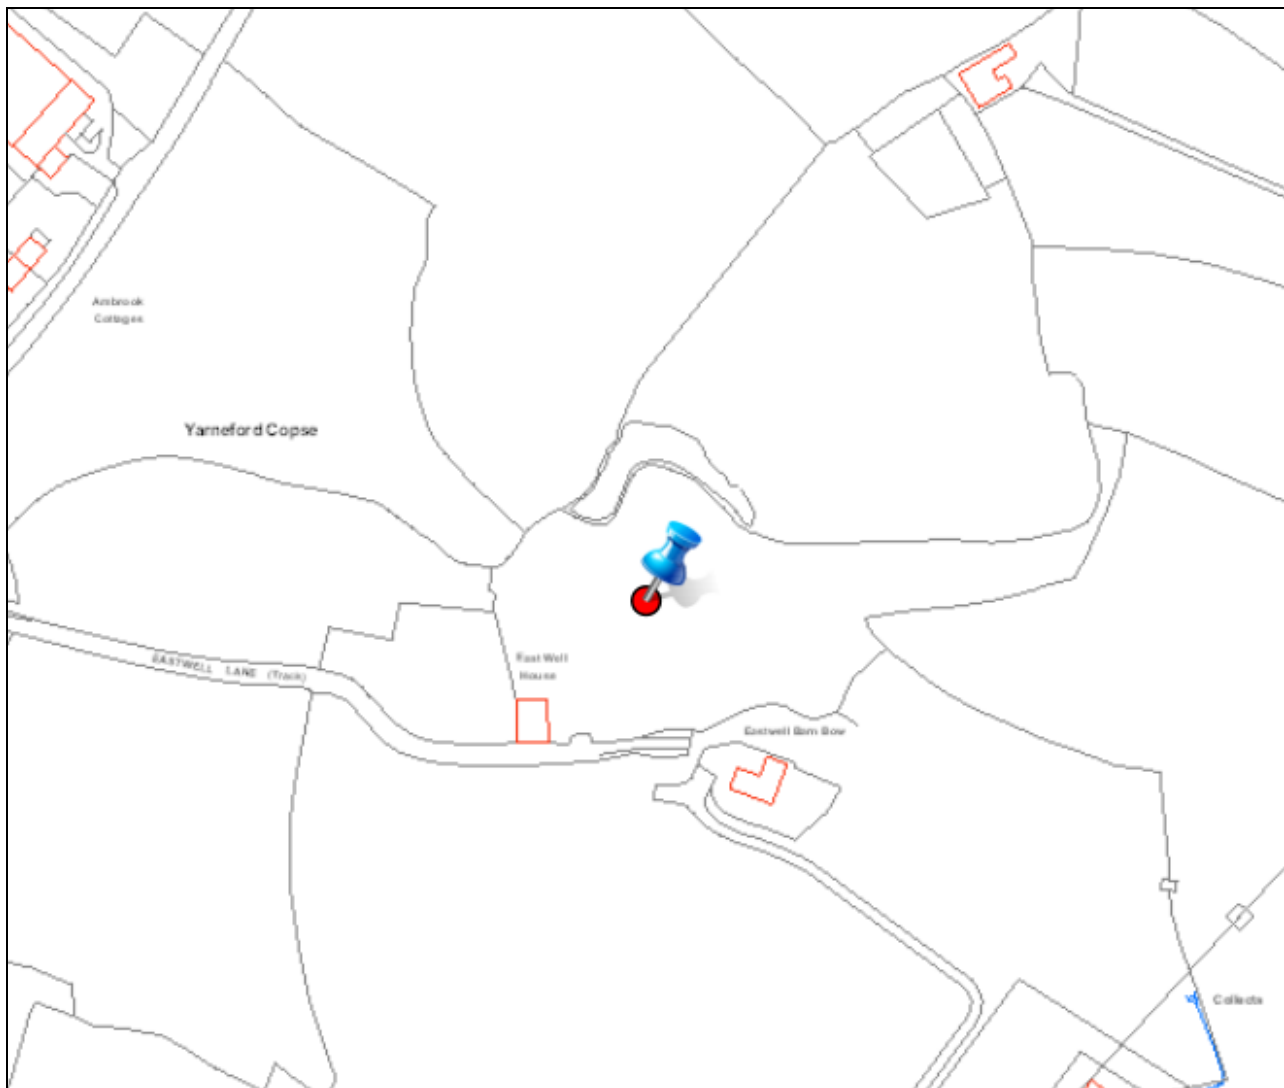 Ambrook
Cottages
Yarneford Copse
EASTWELL LANE (Track)
East Well
House
Eastwell Barn Bow
Collects